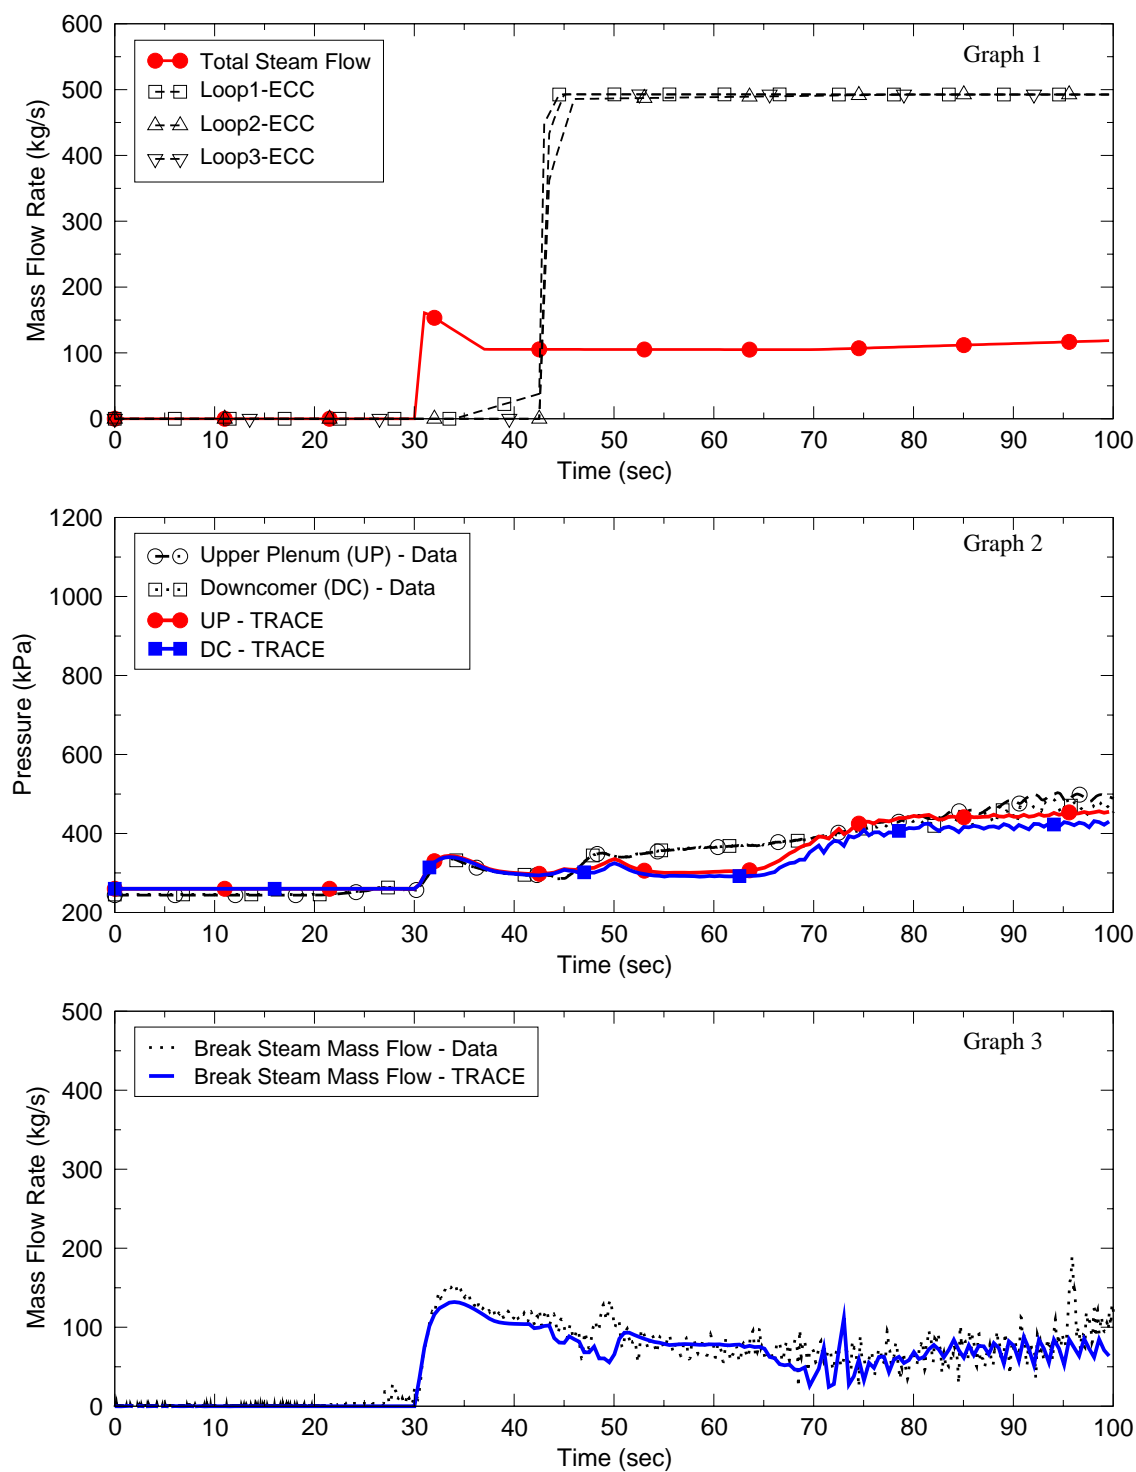 600
500
400
300
200
100
0
Mass Flow Rate (kg/s)
Total Steam Flow
Loop1-ECC
Loop2-ECC
Loop3-ECC
Graph 1
0 10 20 30 40 50 60 70 80 90 100
Time (sec)
1200
1000
800
600
400
200
Pressure (kPa)
Upper Plenum (UP) - Data
Downcomer (DC) - Data
UP - TRACE
DC - TRACE
Graph 2
0 10 20 30 40 50 60 70 80 90 100
Time (sec)
500
400
300
200
100
0
Mass Flow Rate (kg/s)
Break Steam Mass Flow - Data
Break Steam Mass Flow - TRACE
Graph 3
0 10 20 30 40 50 60 70 80 90 100
Time (sec)